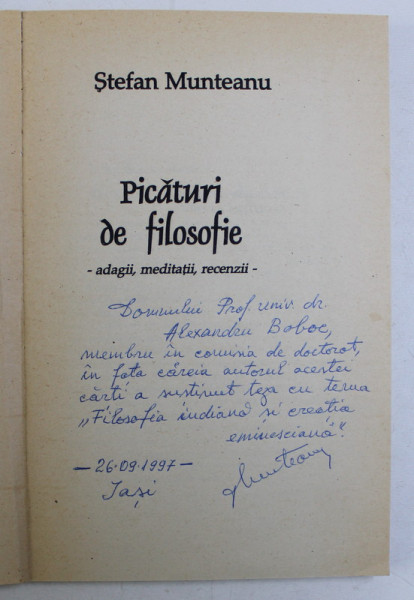 Ștefan Munteanu
Picături
de filosofie
- adagii, meditații, recenzii -
Domnului Prof. univ. dr.
Alexandru Boboc,
membru în comisia de doctorat,
în fața căreia autorul acestei
cărți a susținut teza cu tema
„Filosofia indiană și creația
eminesciană”.
— 26.09.1997 —
Iași
SMunteanu